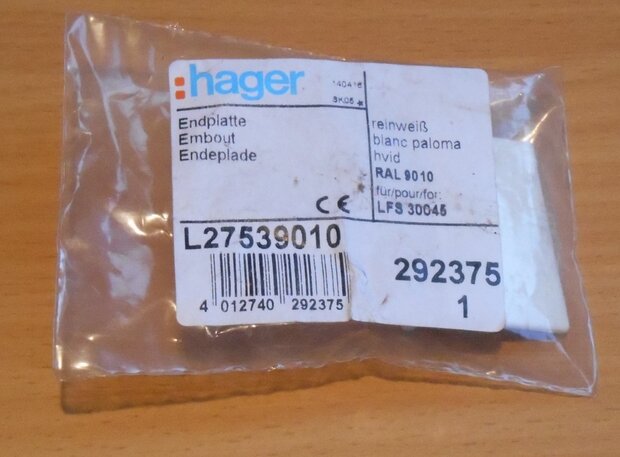 :hager
140416
SK05
Endplatte
Embout
Endeplade
reinweiß
blanc paloma
hvid
RAL 9010
für/pour/for:
LFS 30045
CE
L27539010
4 012740 292375
292375
1